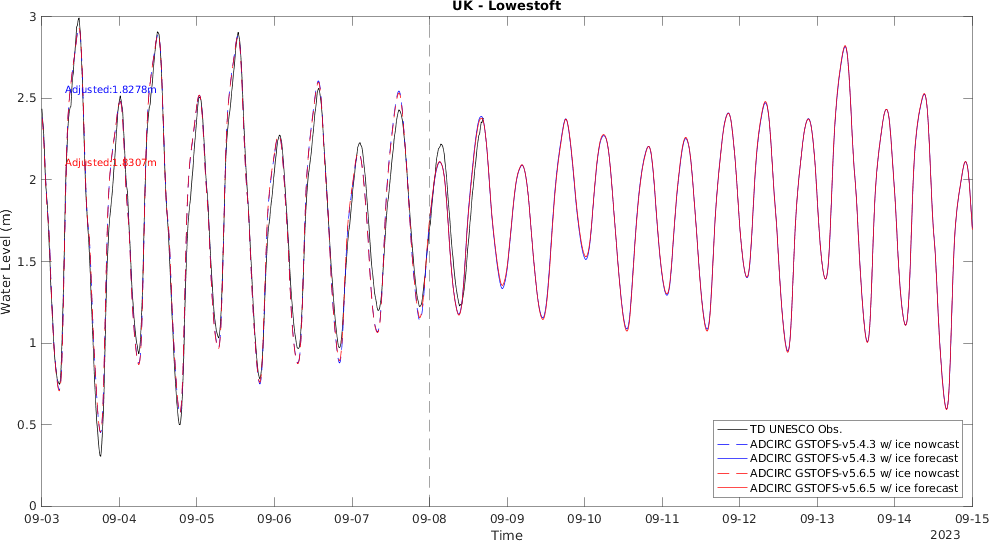 UK - Lowestoft
3
2.5
2
1.5
1
0.5
0
Water Level (m)
Adjusted:1.8278m
Adjusted:1.8307m
TD UNESCO Obs.
ADCIRC GSTOFS-v5.4.3 w/ ice nowcast
ADCIRC GSTOFS-v5.4.3 w/ ice forecast
ADCIRC GSTOFS-v5.6.5 w/ ice nowcast
ADCIRC GSTOFS-v5.6.5 w/ ice forecast
09-03 09-04 09-05 09-06 09-07 09-08 09-09 09-10 09-11 09-12 09-13 09-14 09-15
Time
2023